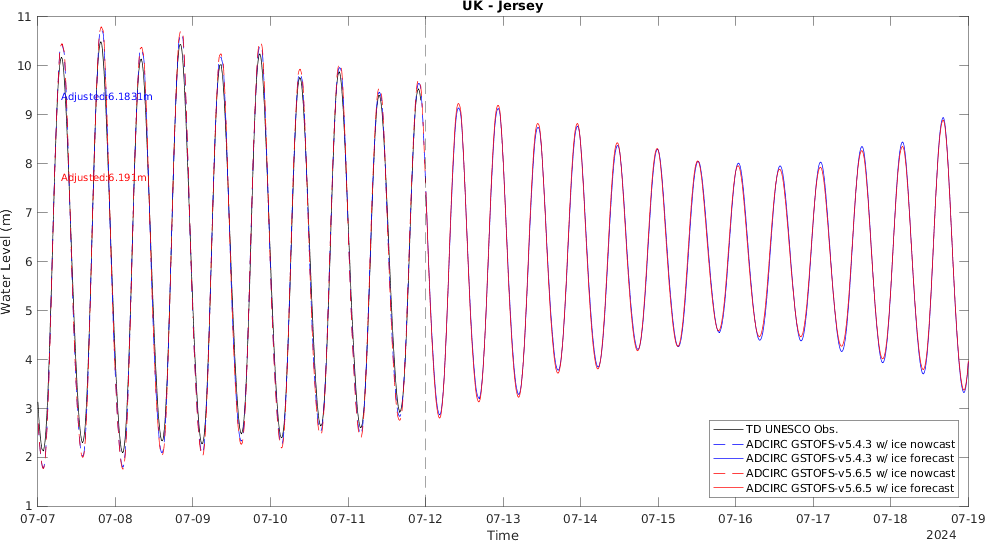 UK - Jersey
11
10
9
8
7
6
5
4
3
2
1
Water Level (m)
Adjusted:6.1831m
Adjusted:6.191m
TD UNESCO Obs.
ADCIRC GSTOFS-v5.4.3 w/ ice nowcast
ADCIRC GSTOFS-v5.4.3 w/ ice forecast
ADCIRC GSTOFS-v5.6.5 w/ ice nowcast
ADCIRC GSTOFS-v5.6.5 w/ ice forecast
07-07 07-08 07-09 07-10 07-11 07-12 07-13 07-14 07-15 07-16 07-17 07-18 07-19
Time
2024